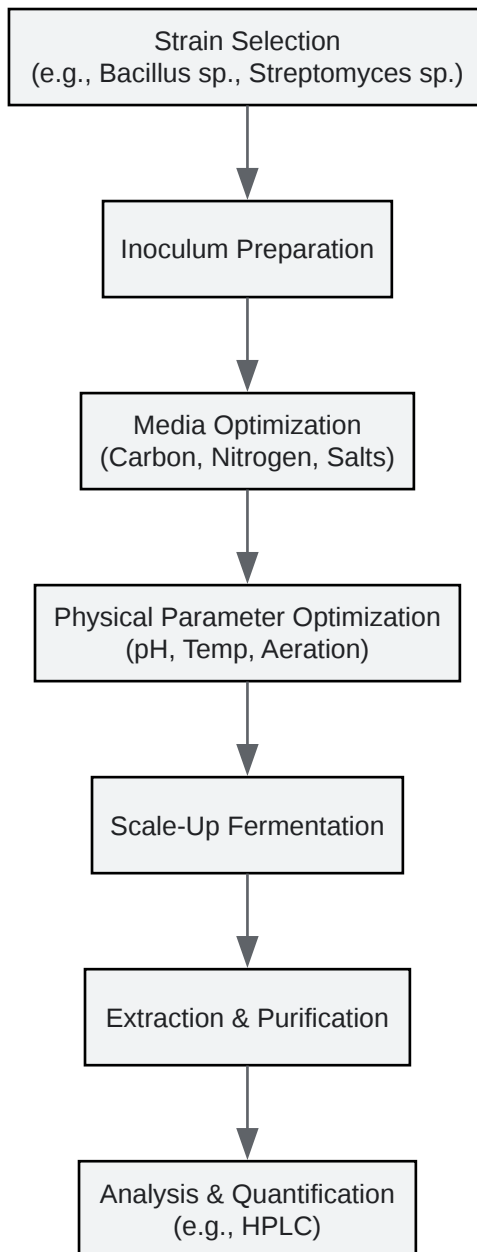 Strain Selection
(e.g., Bacillus sp., Streptomyces sp.)
Inoculum Preparation
Media Optimization
(Carbon, Nitrogen, Salts)
Physical Parameter Optimization
(pH, Temp, Aeration)
Scale-Up Fermentation
Extraction & Purification
Analysis & Quantification
(e.g., HPLC)